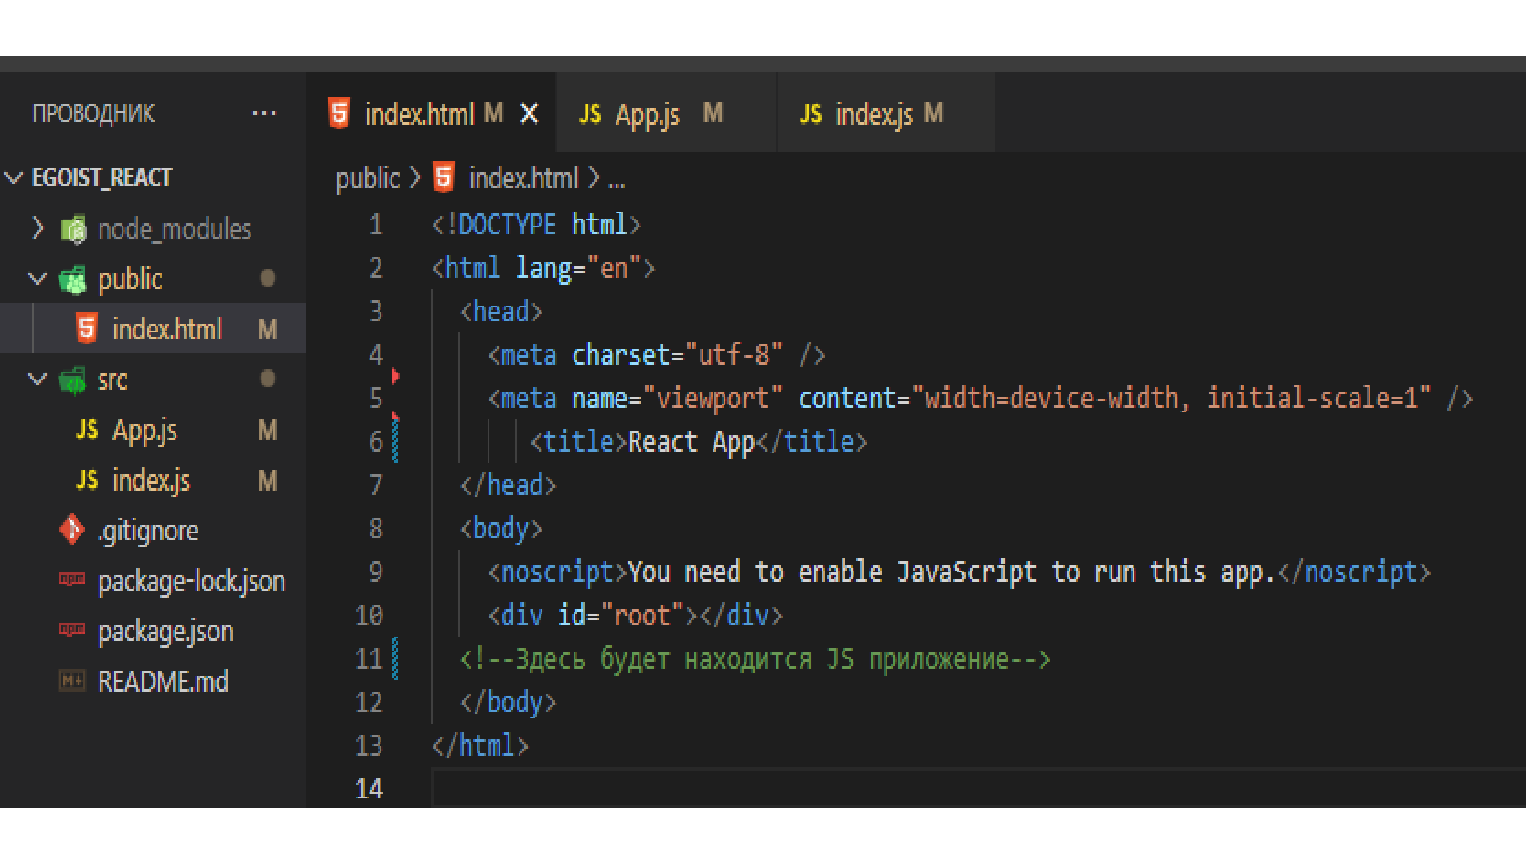 ПРОВОДНИК ...
EGOIST_REACT
node_modules
public
index.html M
src
App.js M
index.js M
.gitignore
package-lock.json
package.json
README.md
index.html M X JS App.js M JS index.js M
public > index.html > ...
1 <!DOCTYPE html>
2 <html lang="en">
3 <head>
4 <meta charset="utf-8" />
5 <meta name="viewport" content="width=device-width, initial-scale=1" />
6 <title>React App</title>
7 </head>
8 <body>
9 <noscript>You need to enable JavaScript to run this app.</noscript>
10 <div id="root"></div>
11 <!--Здесь будет находится JS приложение-->
12 </body>
13 </html>
14